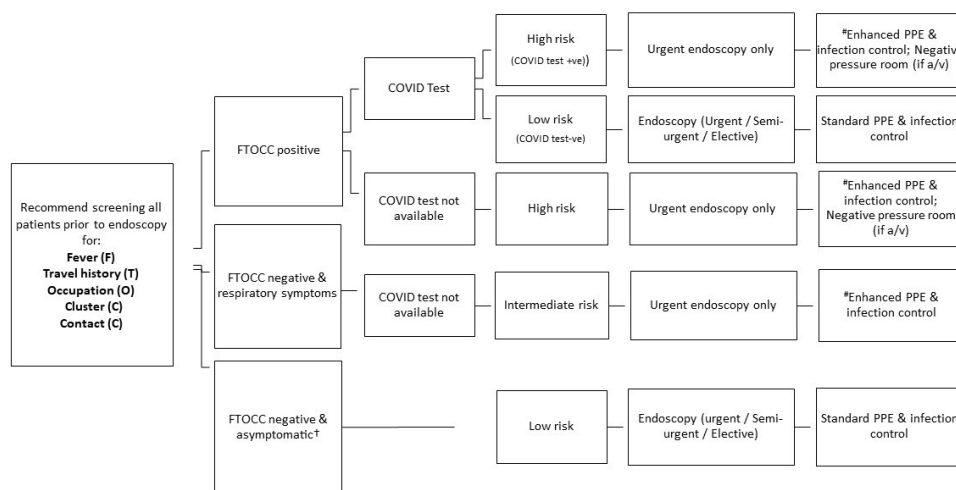 Recommend screening all
patients prior to endoscopy
for:
Fever (F)
Travel history (T)
Occupation (O)
Cluster (C)
Contact (C)
FTOCC positive
COVID Test
High risk
(COVID test +ve))
Urgent endoscopy only
#Enhanced PPE &
infection control; Negative
pressure room (if a/v)
Low risk
(COVID test-ve)
Endoscopy (Urgent / Semi-
urgent / Elective)
Standard PPE & infection
control
COVID test not
available
High risk
Urgent endoscopy only
#Enhanced PPE &
infection control;
Negative pressure room
(if a/v)
FTOCC negative &
respiratory symptoms
COVID test not
available
Intermediate risk
Urgent endoscopy only
#Enhanced PPE &
infection control
FTOCC negative &
asymptomatic†
Low risk
Endoscopy (urgent / Semi-
urgent / Elective)
Standard PPE & infection
control